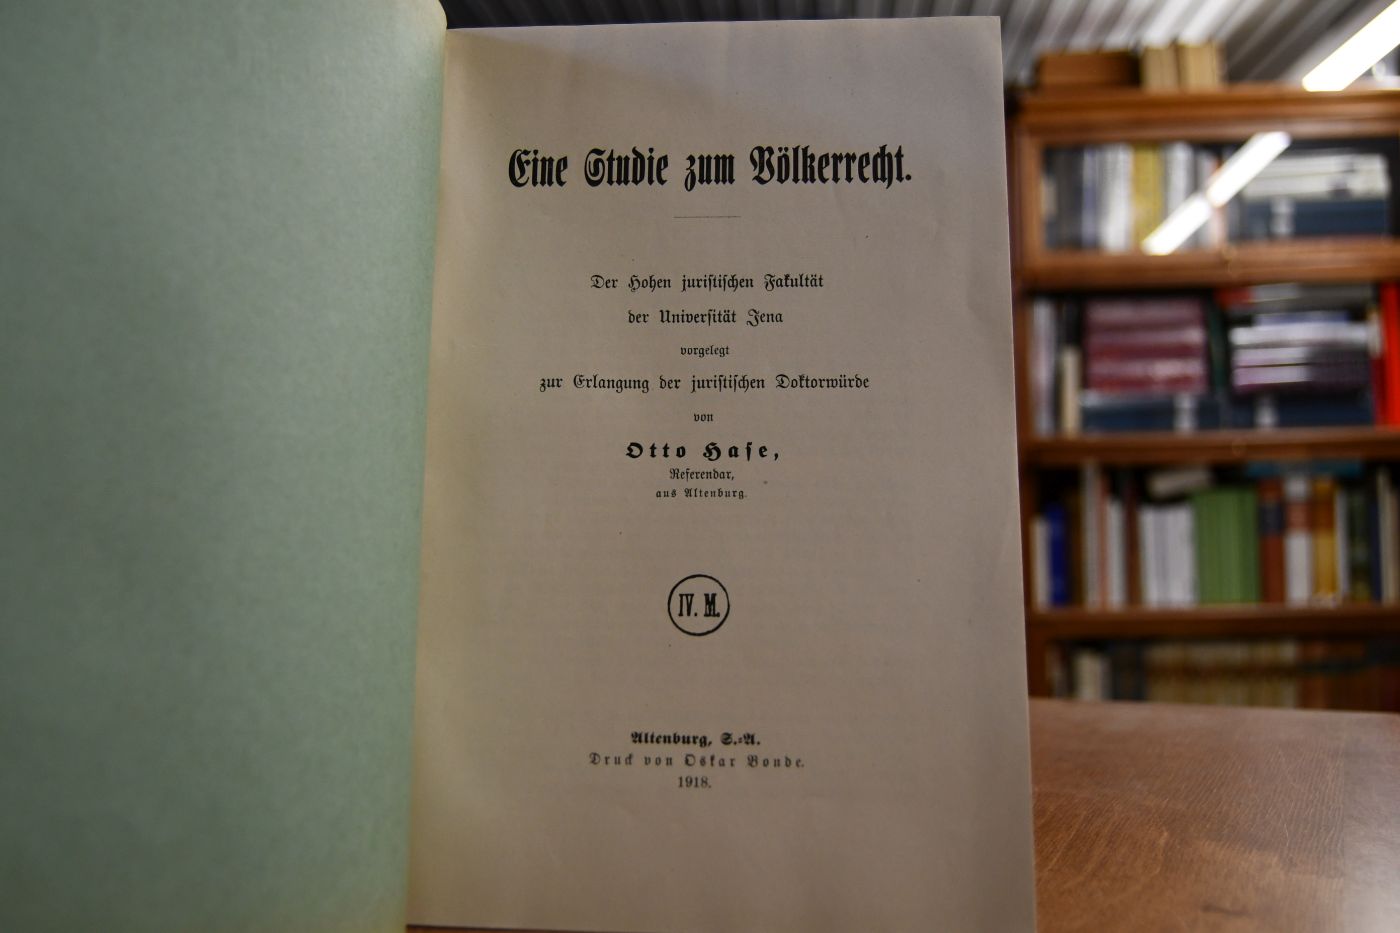 Eine Studie zum Völkerrecht.
Der Hohen juristischen Fakultät
der Universität Jena
vorgelegt
zur Erlangung der juristischen Doktorwürde
von
Otto Hase,
Referendar,
aus Altenburg.
IV. M.
Altenburg, S.-A.
Druck von Oskar Bonde.
1918.